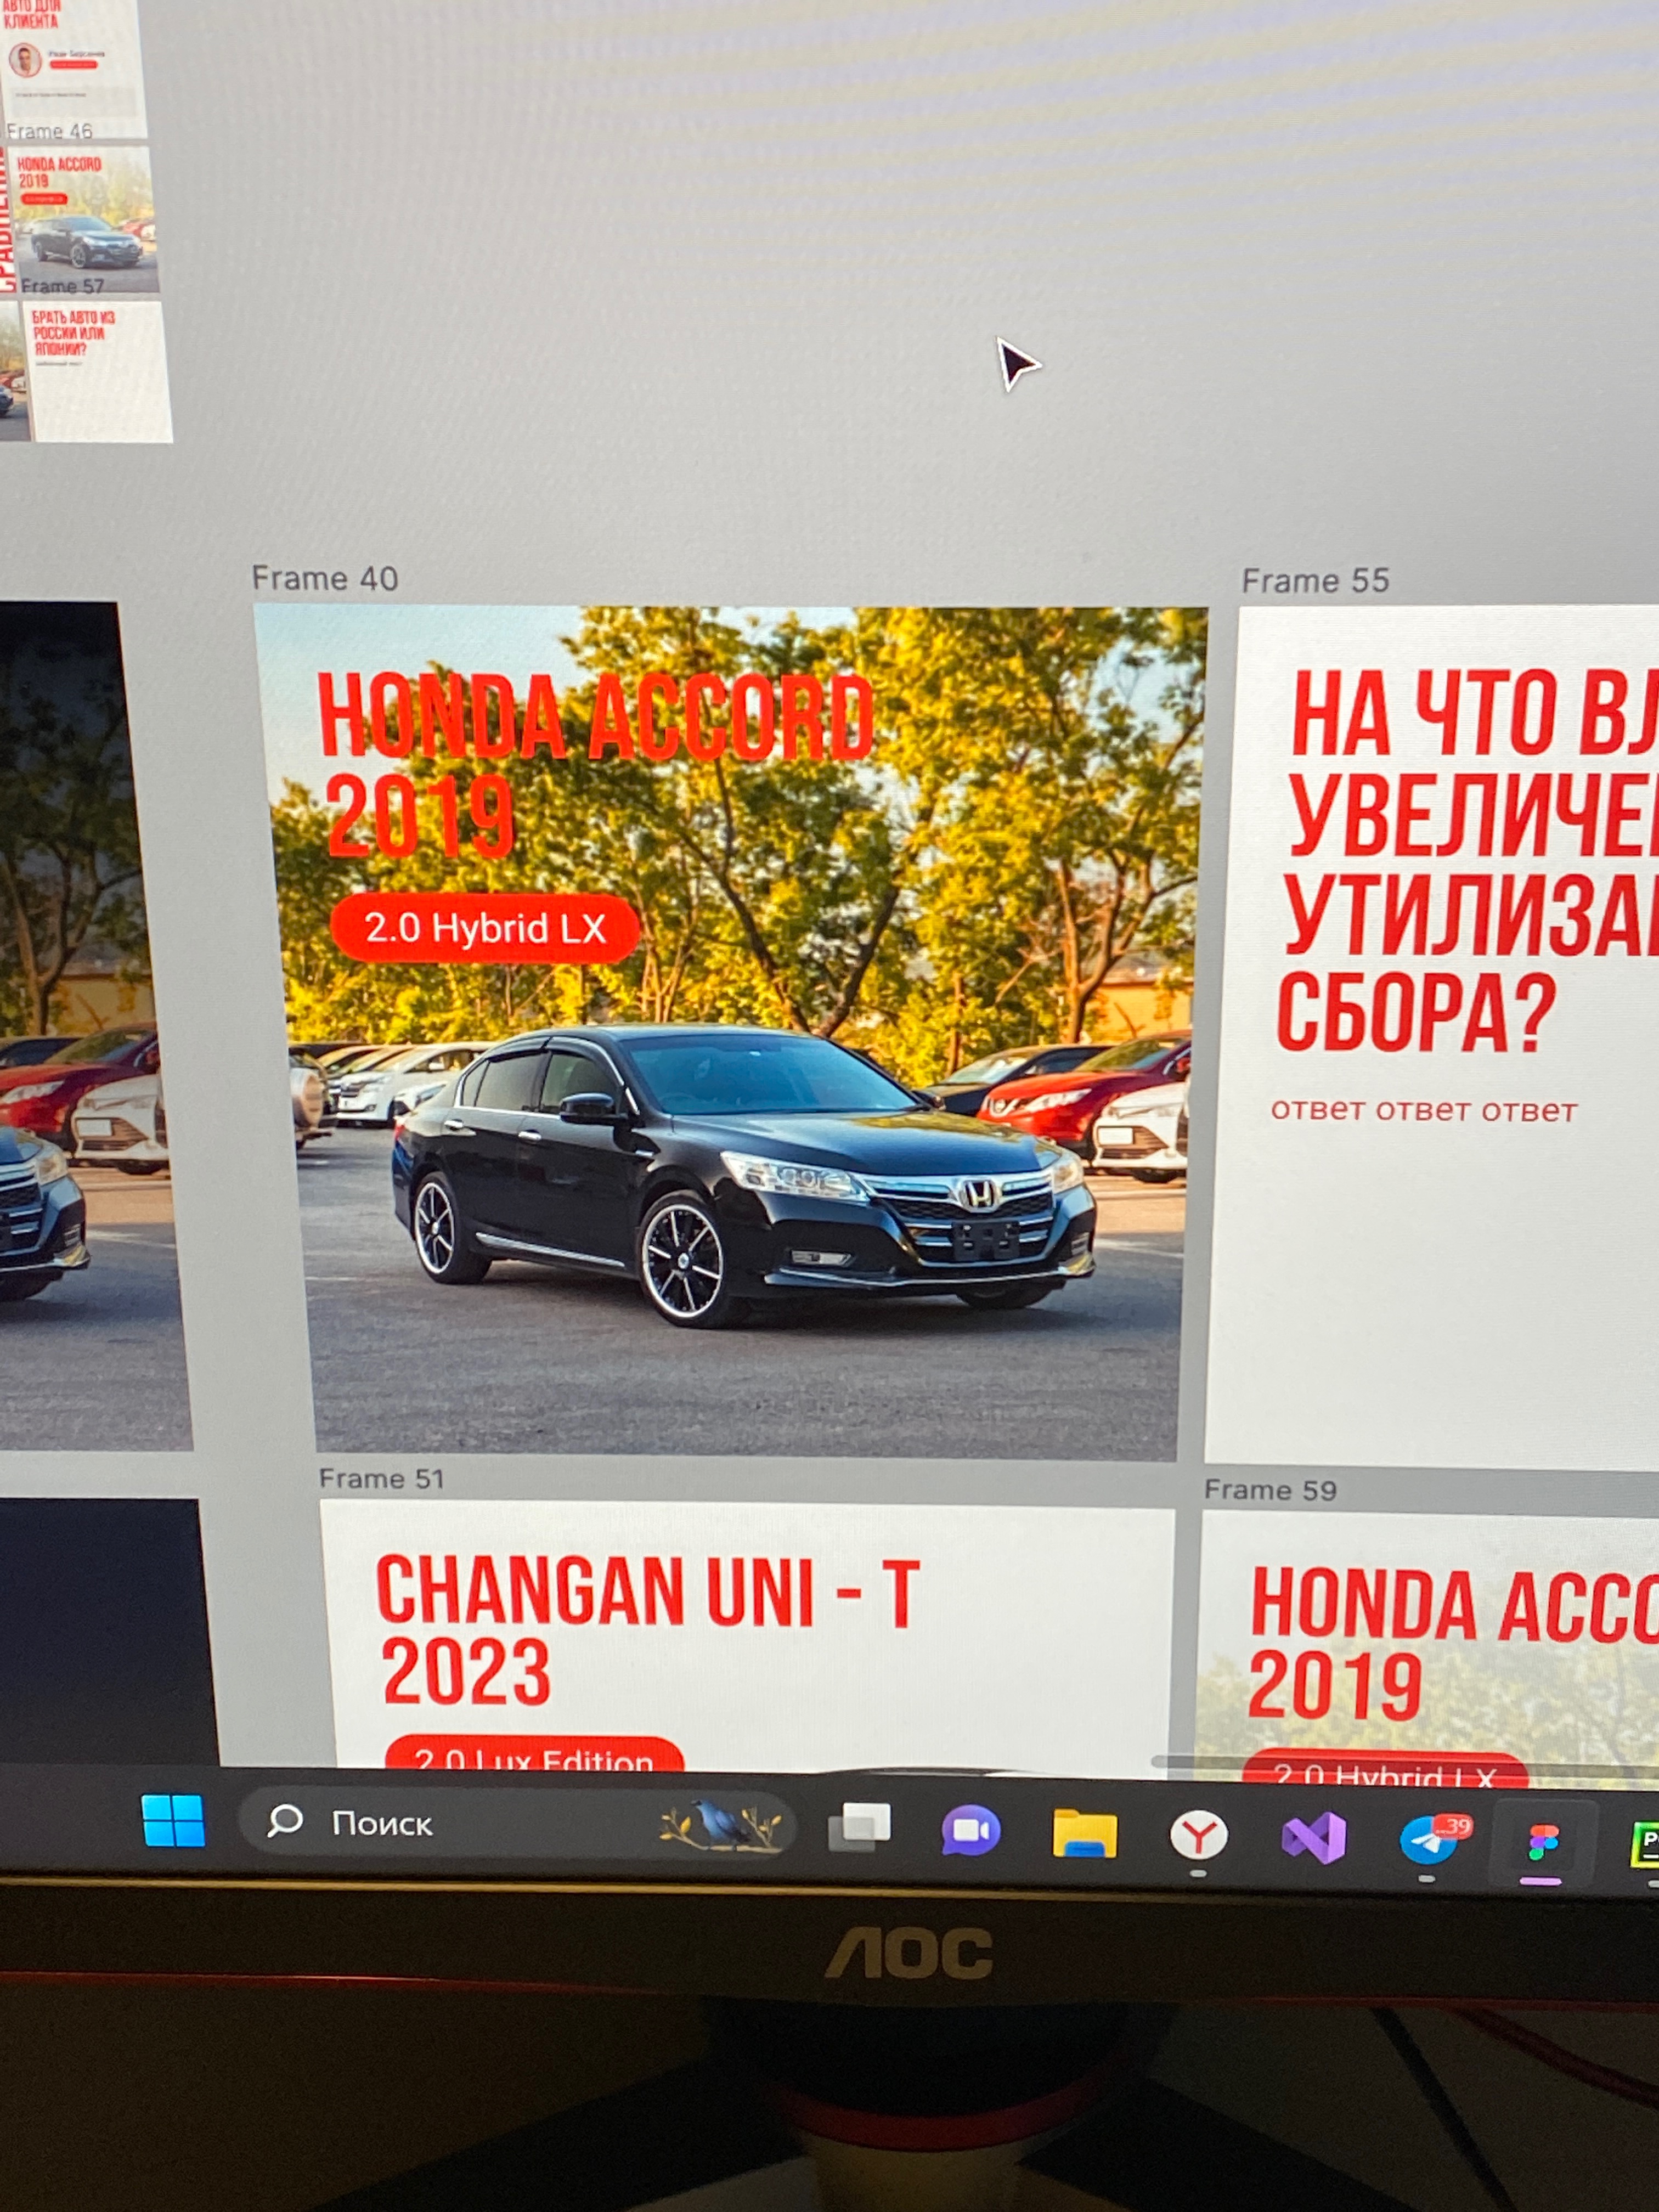 АВТО ДЛЯ
КЛИЕНТА
Frame 46
HONDA ACCORD
2019
Frame 57
БРАТЬ АВТО ИЗ
РОССИИ ИЛИ
ЯПОНИИ?
Frame 40
HONDA ACCORD
2019
2.0 Hybrid LX
Frame 55
НА ЧТО ВЛ
УВЕЛИЧЕ
УТИЛИЗА
СБОРА?
ответ ответ ответ
Frame 51
CHANGAN UNI - T
2023
2.0 Lux Edition
Frame 59
HONDA ACCO
2019
2.0 Hybrid LX
Поиск
39
AOC